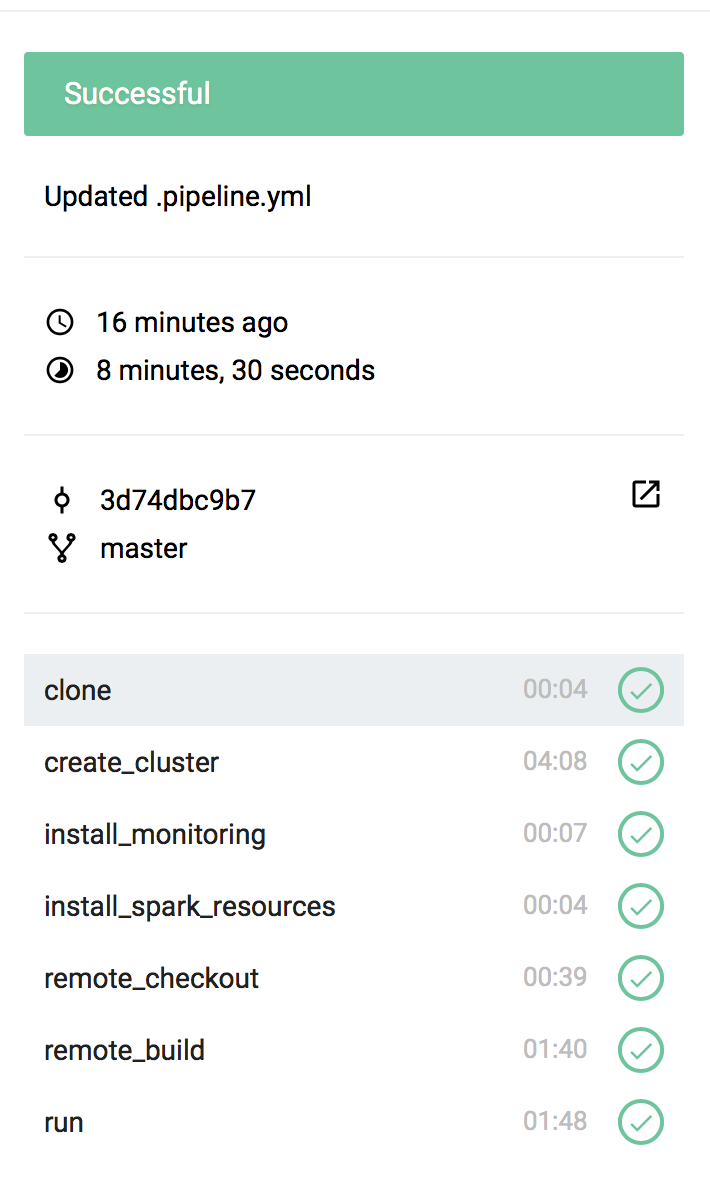 Successful
Updated .pipeline.yml
16 minutes ago
8 minutes, 30 seconds
3d74dbc9b7
master
clone 00:04
create_cluster 04:08
install_monitoring 00:07
install_spark_resources 00:04
remote_checkout 00:39
remote_build 01:40
run 01:48